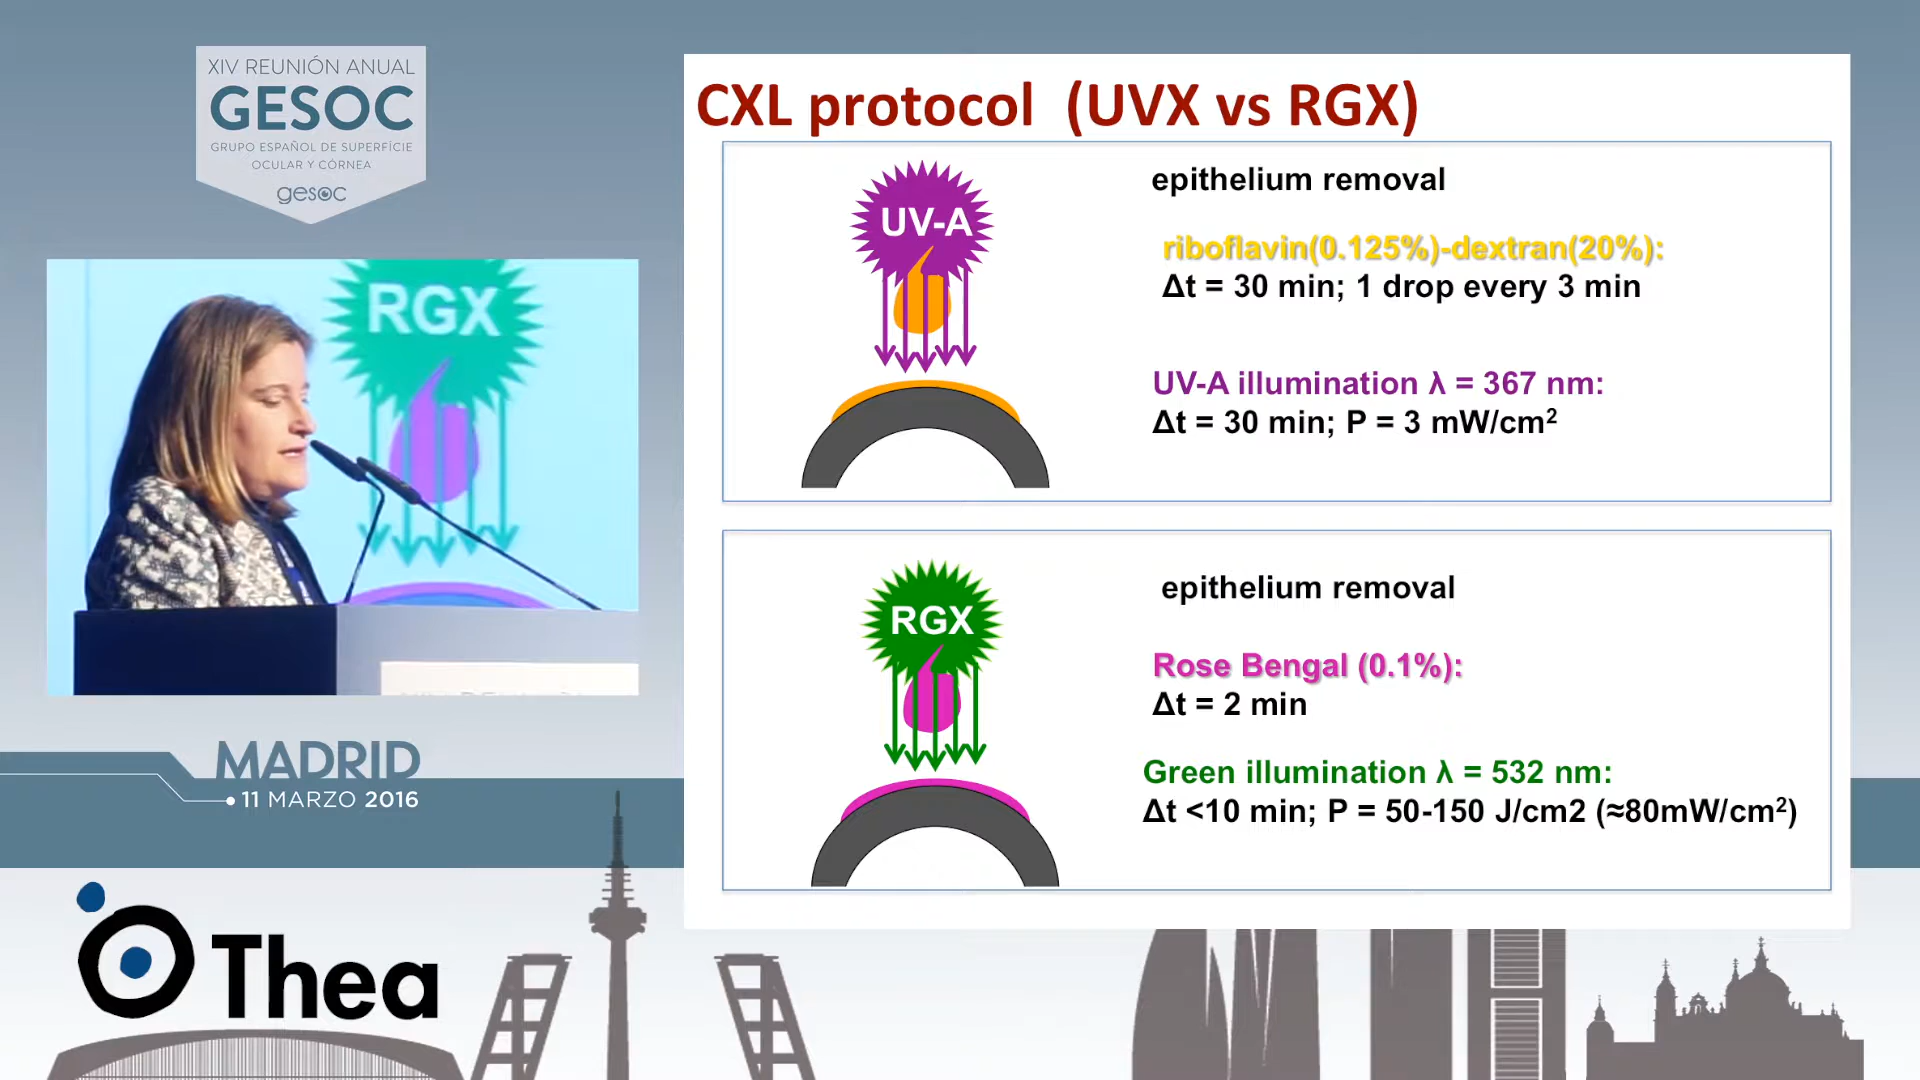 XIV REUNIÓN ANUAL
GESOC
GRUPO ESPAÑOL DE SUPERFÍCIE
OCULAR Y CÓRNEA
gesoc
RGX
MADRID
11 MARZO 2016
Thea
CXL protocol (UVX vs RGX)
UV-A
epithelium removal
riboflavin(0.125%)-dextran(20%):
Δt = 30 min; 1 drop every 3 min
UV-A illumination λ = 367 nm:
Δt = 30 min; P = 3 mW/cm²
RGX
epithelium removal
Rose Bengal (0.1%):
Δt = 2 min
Green illumination λ = 532 nm:
Δt <10 min; P = 50-150 J/cm2 (≈80mW/cm²)